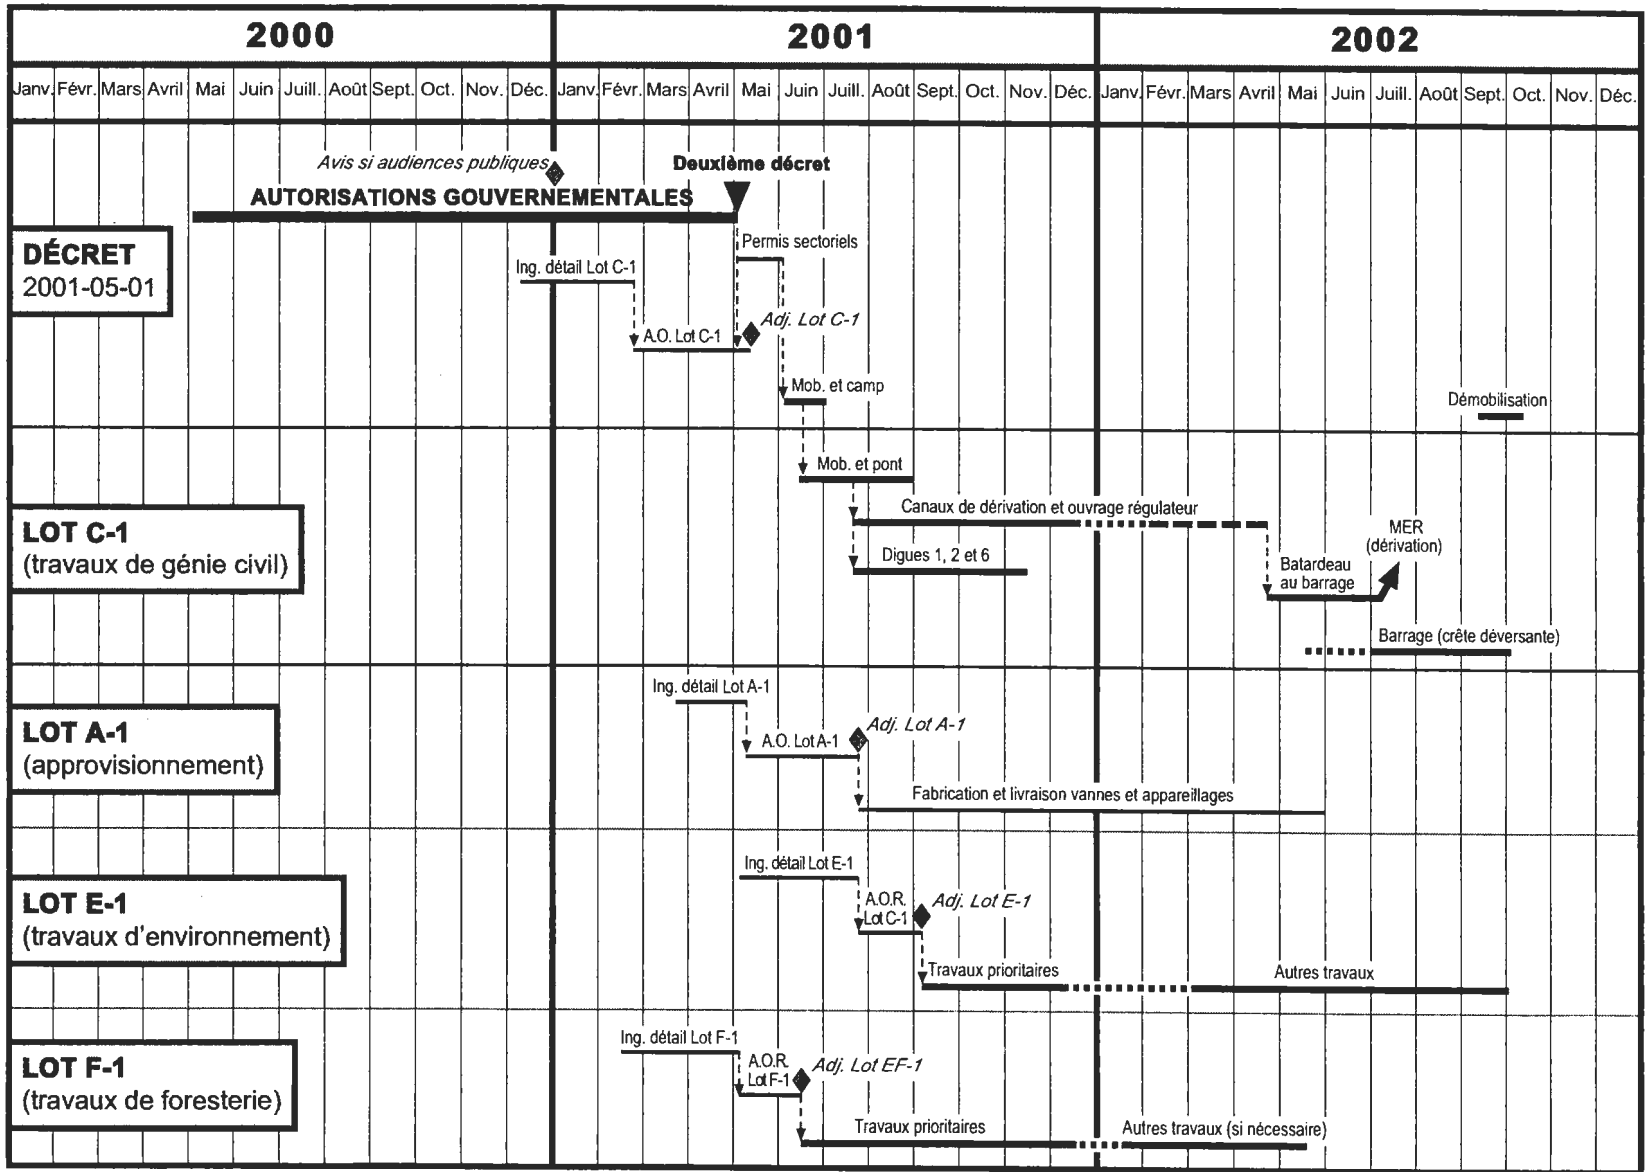 2000
2001
2002
Janv. Févr. Mars Avril Mai Juin Juill. Août Sept. Oct. Nov. Déc. Janv. Févr. Mars Avril Mai Juin Juill. Août Sept. Oct. Nov. Déc. Janv. Févr. Mars Avril Mai Juin Juill. Août Sept. Oct. Nov. Déc.
Avis si audiences publiques
Deuxième décret
AUTORISATIONS GOUVERNEMENTALES
DÉCRET
2001-05-01
Permis sectoriels
Ing. détail Lot C-1
Adj. Lot C-1
A.O. Lot C-1
Mob. et camp
Démobilisation
LOT C-1
(travaux de génie civil)
Mob. et pont
Canaux de dérivation et ouvrage régulateur
MER
(dérivation)
Digues 1, 2 et 6
Batardeau
au barrage
Barrage (crête déversante)
LOT A-1
(approvisionnement)
Ing. détail Lot A-1
Adj. Lot A-1
A.O. Lot A-1
Fabrication et livraison vannes et appareillages
LOT E-1
(travaux d'environnement)
Ing. détail Lot E-1
A.O.R.
Lot C-1
Adj. Lot E-1
Travaux prioritaires
Autres travaux
LOT F-1
(travaux de foresterie)
Ing. détail Lot F-1
A.O.R.
Lot F-1
Adj. Lot EF-1
Travaux prioritaires
Autres travaux (si nécessaire)